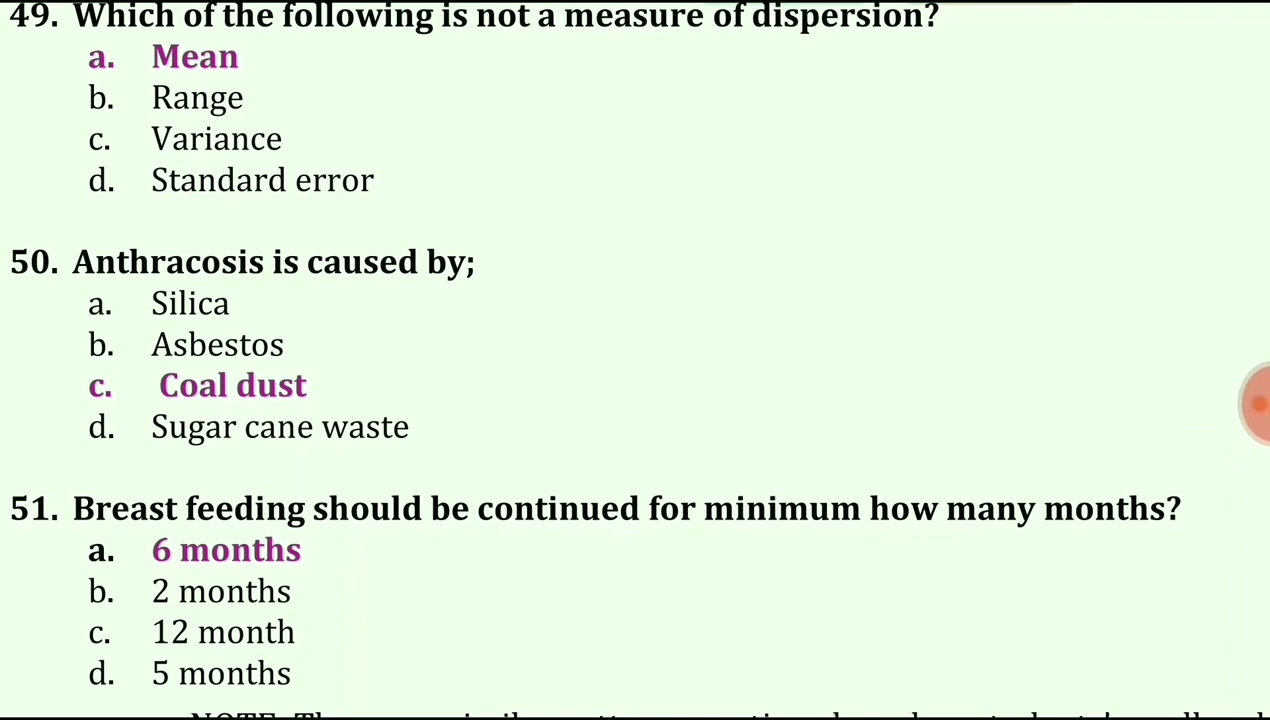 49. Which of the following is not a measure of dispersion?
a. Mean
b. Range
c. Variance
d. Standard error
50. Anthracosis is caused by;
a. Silica
b. Asbestos
c. Coal dust
d. Sugar cane waste
51. Breast feeding should be continued for minimum how many months?
a. 6 months
b. 2 months
c. 12 month
d. 5 months